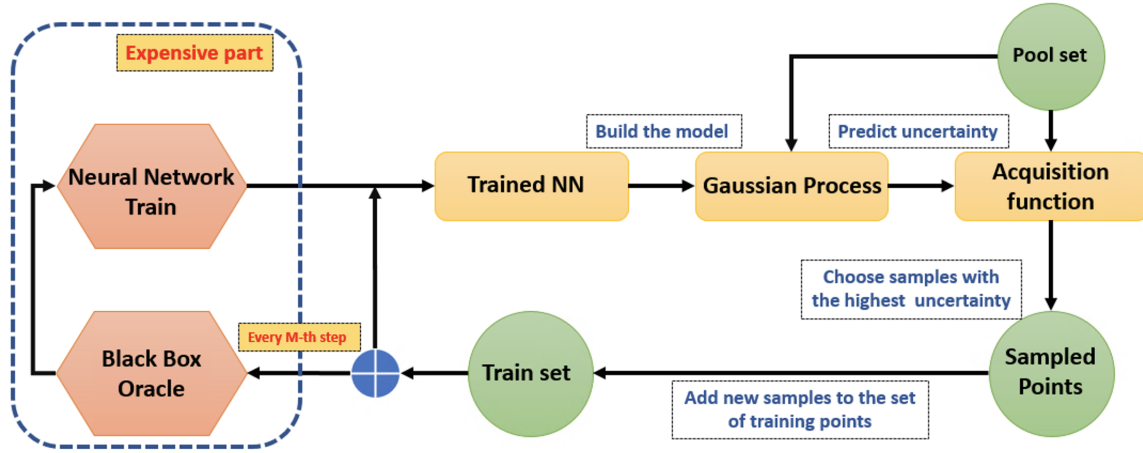 Expensive part
Pool set
Build the model
Predict uncertainty
Neural Network
Train
Trained NN
Gaussian Process
Acquisition
function
Choose samples with
the highest uncertainty
Every M-th step
Black Box
Oracle
Train set
Sampled
Points
Add new samples to the set
of training points